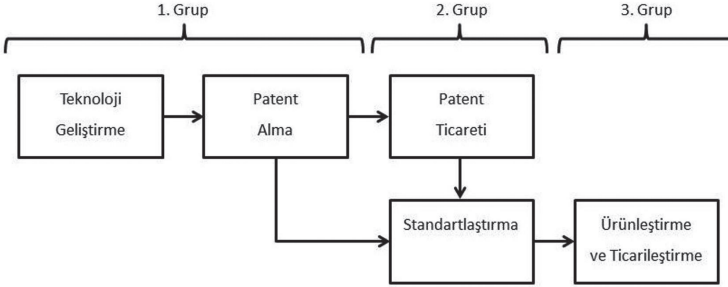 1. Grup
2. Grup
3. Grup
Teknoloji
Geliştirme
Patent
Alma
Patent
Ticareti
Standartlaştırma
Ürünleştirme
ve Ticarileştirme